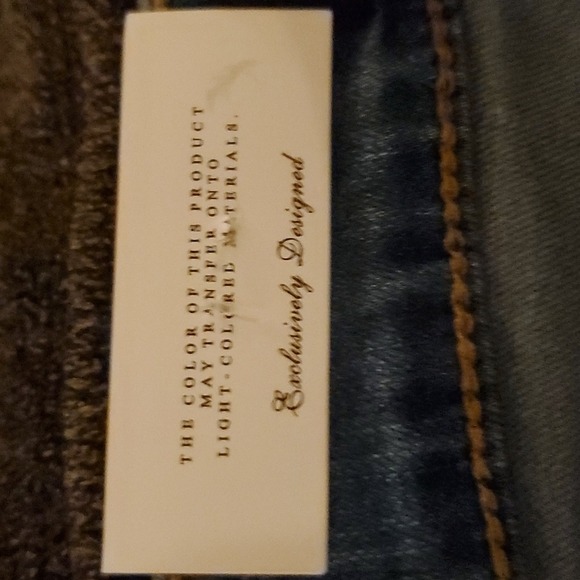 THE COLOR OF THIS PRODUCT
MAY TRANSFER ONTO
LIGHT-COLORED MATERIALS.
Exclusively Designed